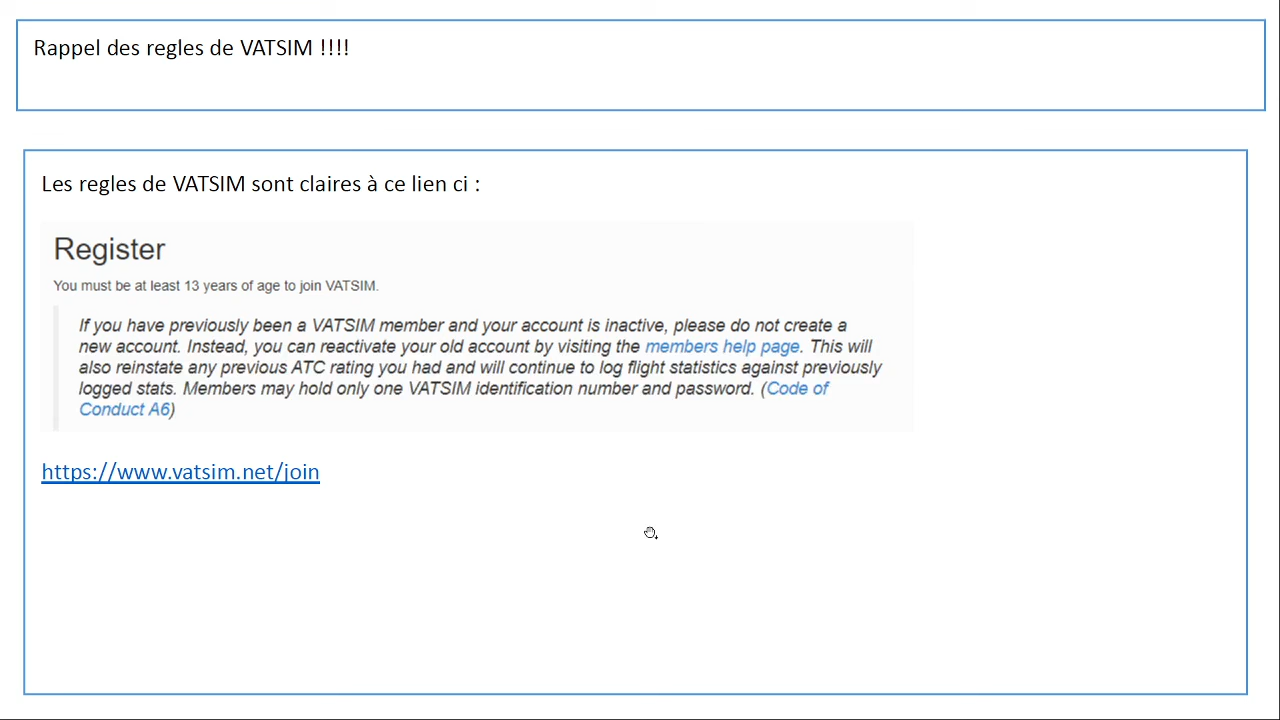 Rappel des regles de VATSIM !!!!
Les regles de VATSIM sont claires à ce lien ci :
Register
You must be at least 13 years of age to join VATSIM.
If you have previously been a VATSIM member and your account is inactive, please do not create a
new account. Instead, you can reactivate your old account by visiting the members help page. This will
also reinstate any previous ATC rating you had and will continue to log flight statistics against previously
logged stats. Members may hold only one VATSIM identification number and password. (Code of
Conduct A6)
https://www.vatsim.net/join